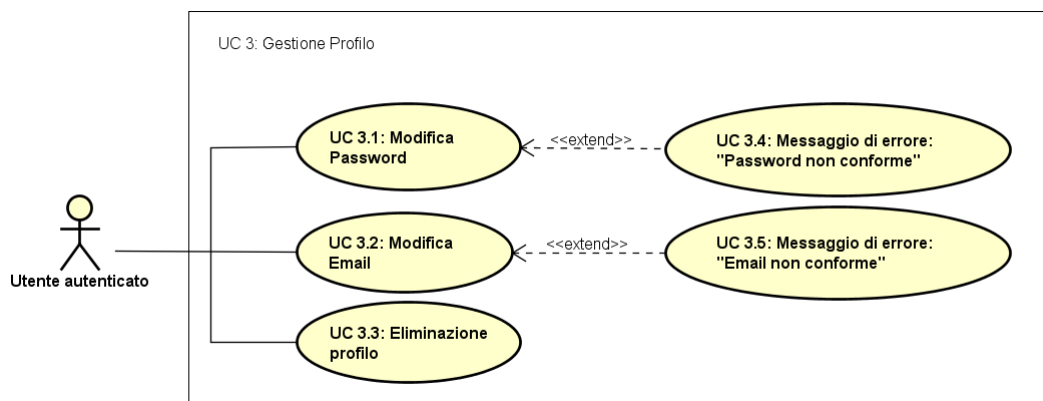 UC 3: Gestione Profilo
UC 3.1: Modifica
Password
<<extend>>
UC 3.4: Messaggio di errore:
"Password non conforme"
UC 3.2: Modifica
Email
<<extend>>
UC 3.5: Messaggio di errore:
"Email non conforme"
Utente autenticato
UC 3.3: Eliminazione
profilo